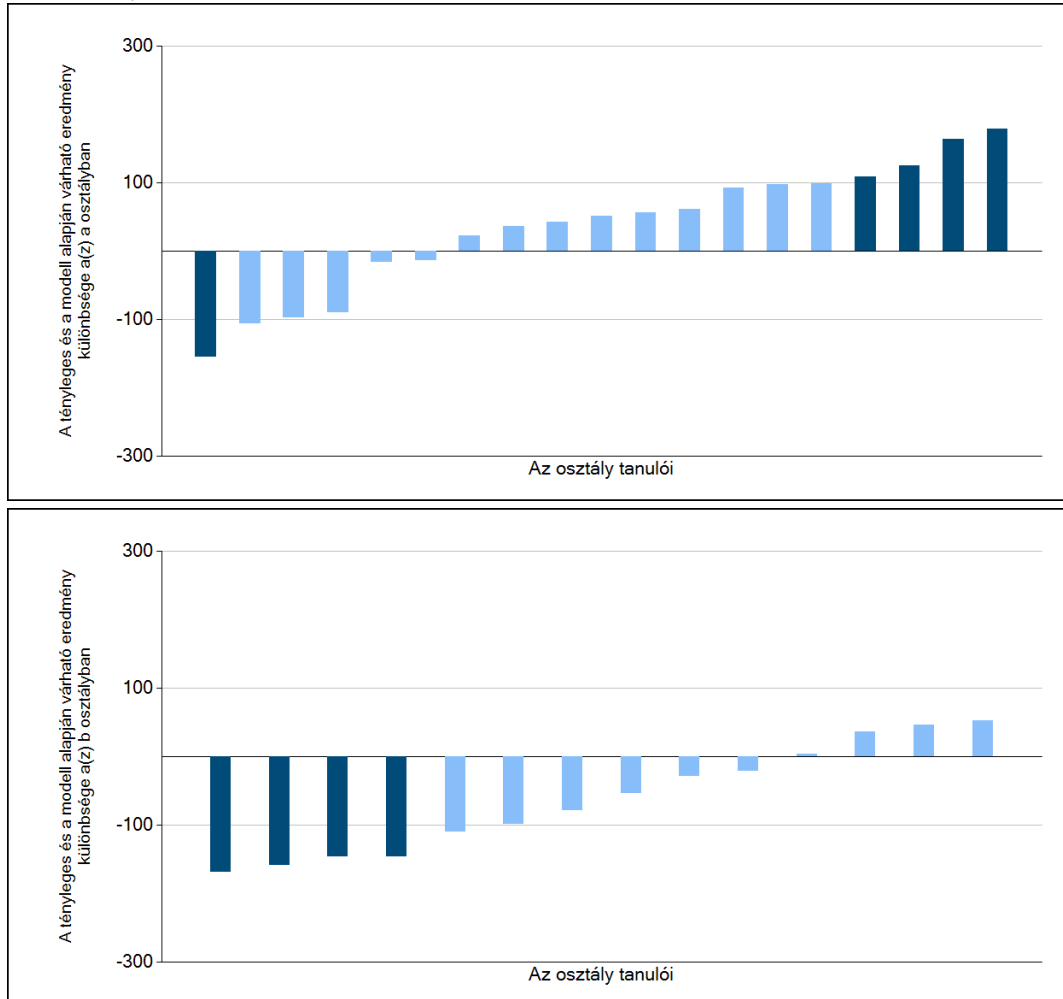 A tényleges és a modell alapján várható eredmény
különbsége a(z) a osztályban
300
100
-100
-300
Az osztály tanulói
A tényleges és a modell alapján várható eredmény
különbsége a(z) b osztályban
300
100
-100
-300
Az osztály tanulói